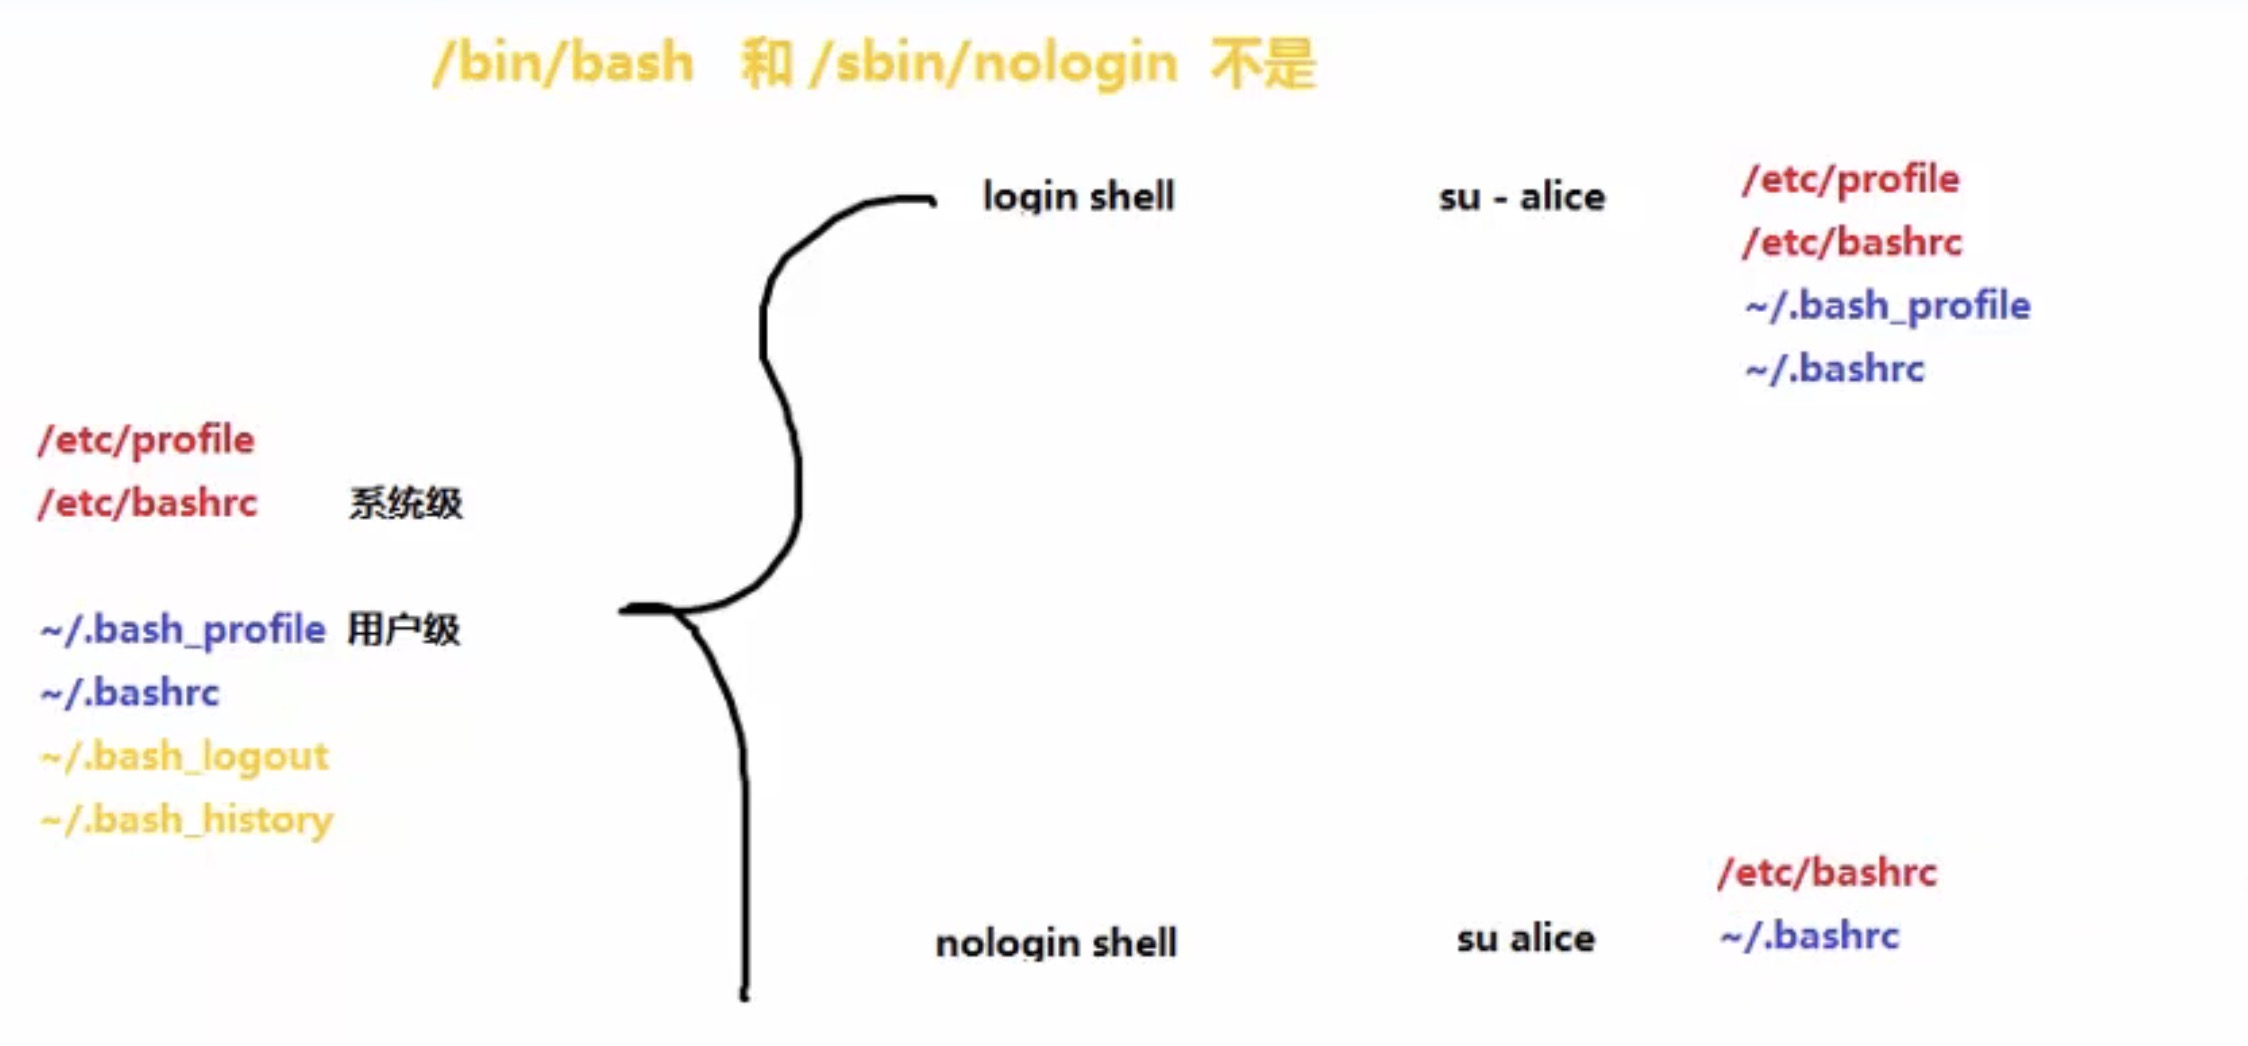 /bin/bash 和 /sbin/nologin 不是
login shell su - alice
/etc/profile
/etc/bashrc
~/.bash_profile
~/.bashrc
/etc/profile
/etc/bashrc 系统级
~/.bash_profile 用户级
~/.bashrc
~/.bash_logout
~/.bash_history
nologin shell su alice
/etc/bashrc
~/.bashrc